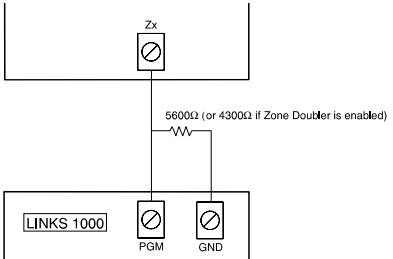 Zx
5600Ω (or 4300Ω if Zone Doubler is enabled)
LINKS 1000
PGM
GND